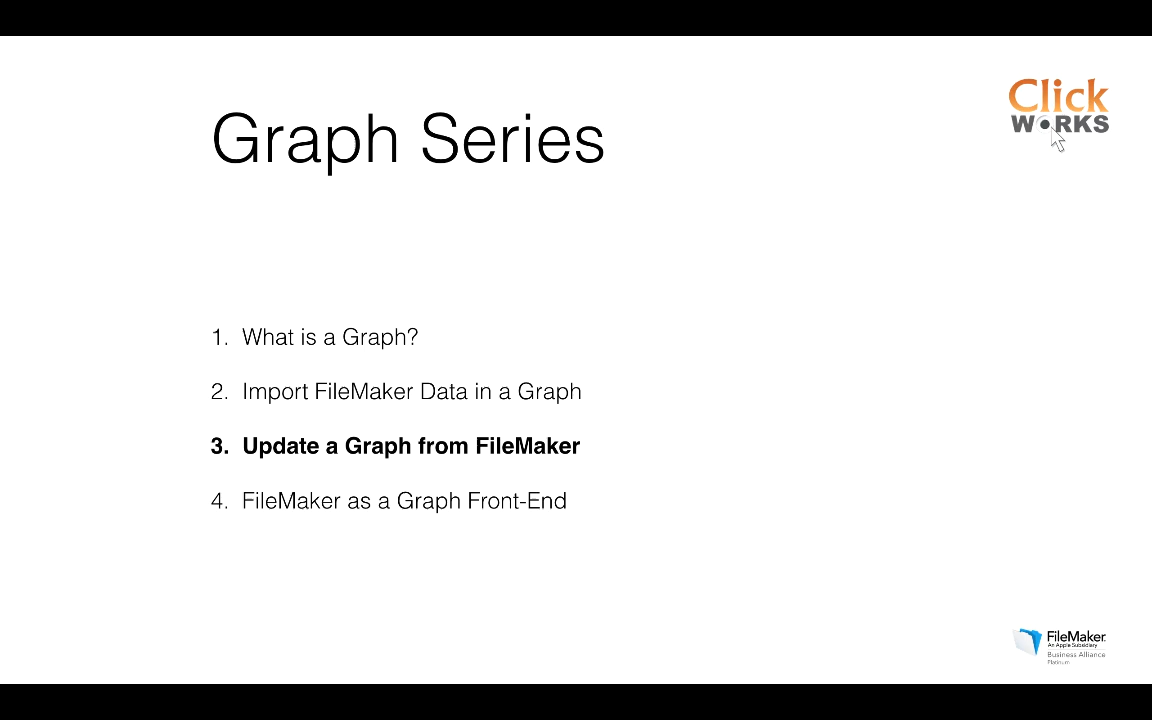 Click
WORKS
Graph Series
1. What is a Graph?
2. Import FileMaker Data in a Graph
3. Update a Graph from FileMaker
4. FileMaker as a Graph Front-End
FileMaker.
An Apple Subsidiary
Business Alliance
Platinum